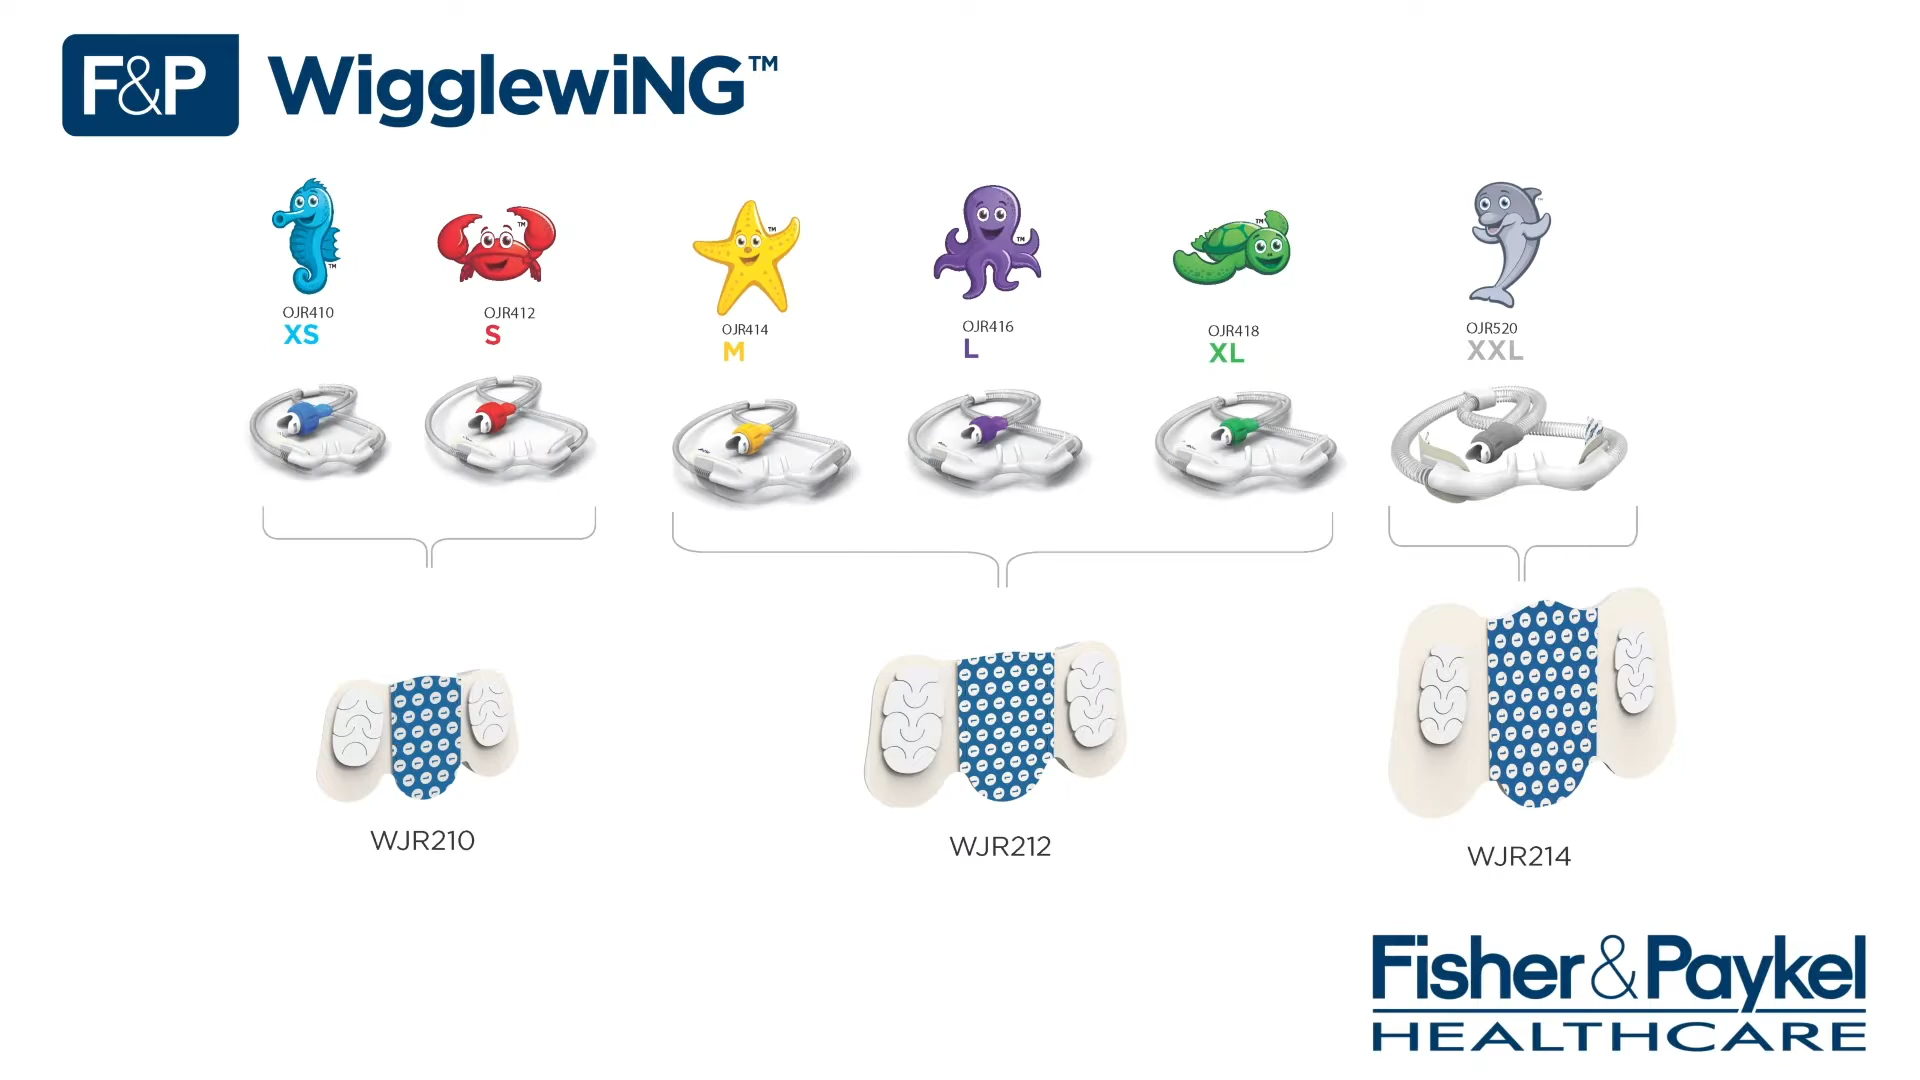 F&P WigglewiNG™
OJR410
XS
OJR412
S
OJR414
M
OJR416
L
OJR418
XL
OJR520
XXL
WJR210
WJR212
WJR214
Fisher&Paykel
HEALTHCARE